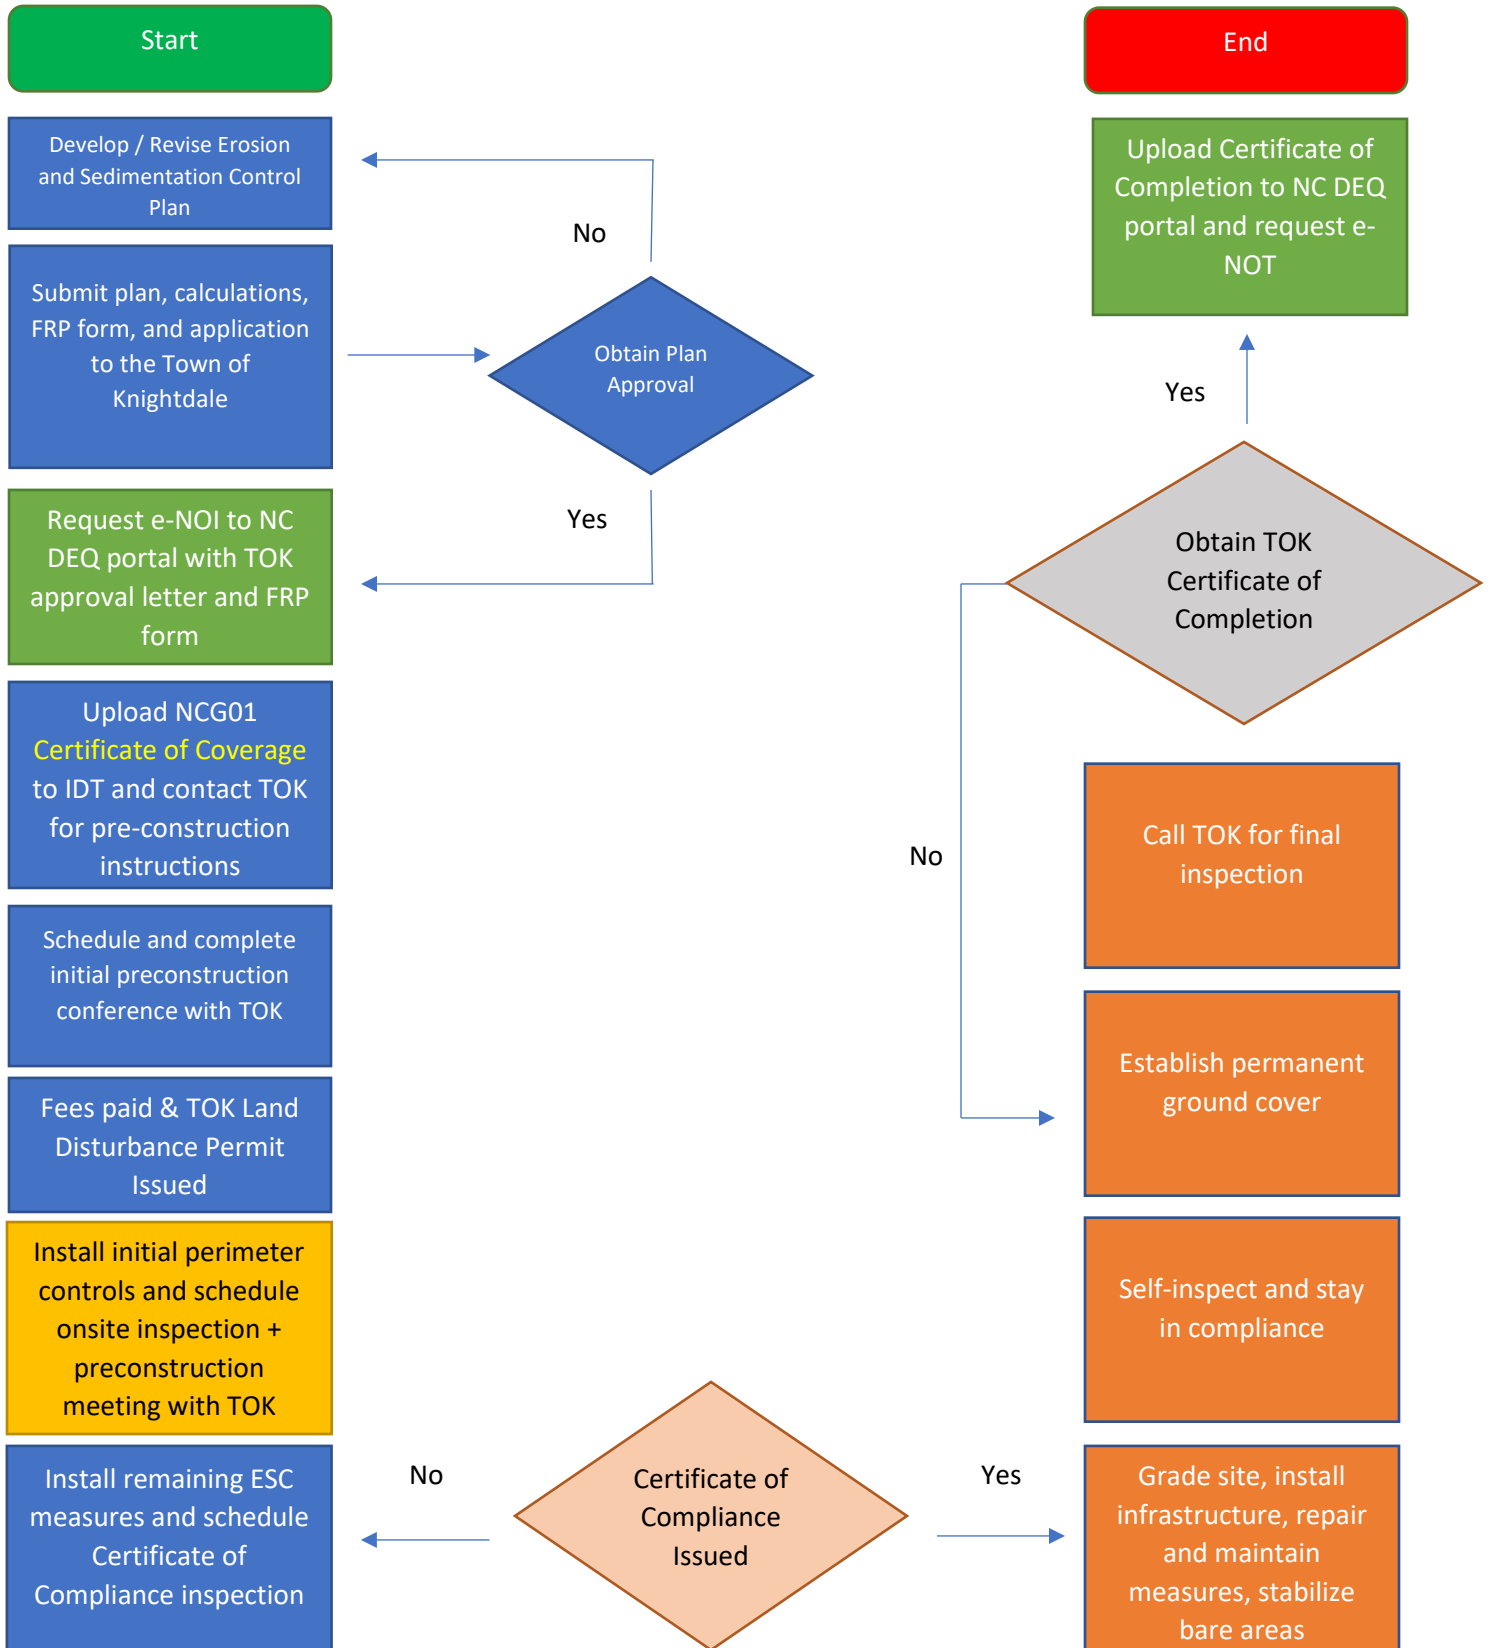 Start
Develop / Revise Erosion
and Sedimentation Control
Plan
No
Submit plan, calculations,
FRP form, and application
to the Town of
Knightdale
Obtain Plan
Approval
Yes
Request e-NOI to NC
DEQ portal with TOK
approval letter and FRP
form
Upload NCG01
Certificate of Coverage
to IDT and contact TOK
for pre-construction
instructions
Schedule and complete
initial preconstruction
conference with TOK
Fees paid & TOK Land
Disturbance Permit
Issued
Install initial perimeter
controls and schedule
onsite inspection +
preconstruction
meeting with TOK
Install remaining ESC
measures and schedule
Certificate of
Compliance inspection
No
Certificate of
Compliance
Issued
Yes
End
Upload Certificate of
Completion to NC DEQ
portal and request e-
NOT
Yes
Obtain TOK
Certificate of
Completion
No
Call TOK for final
inspection
Establish permanent
ground cover
Self-inspect and stay
in compliance
Grade site, install
infrastructure, repair
and maintain
measures, stabilize
bare areas